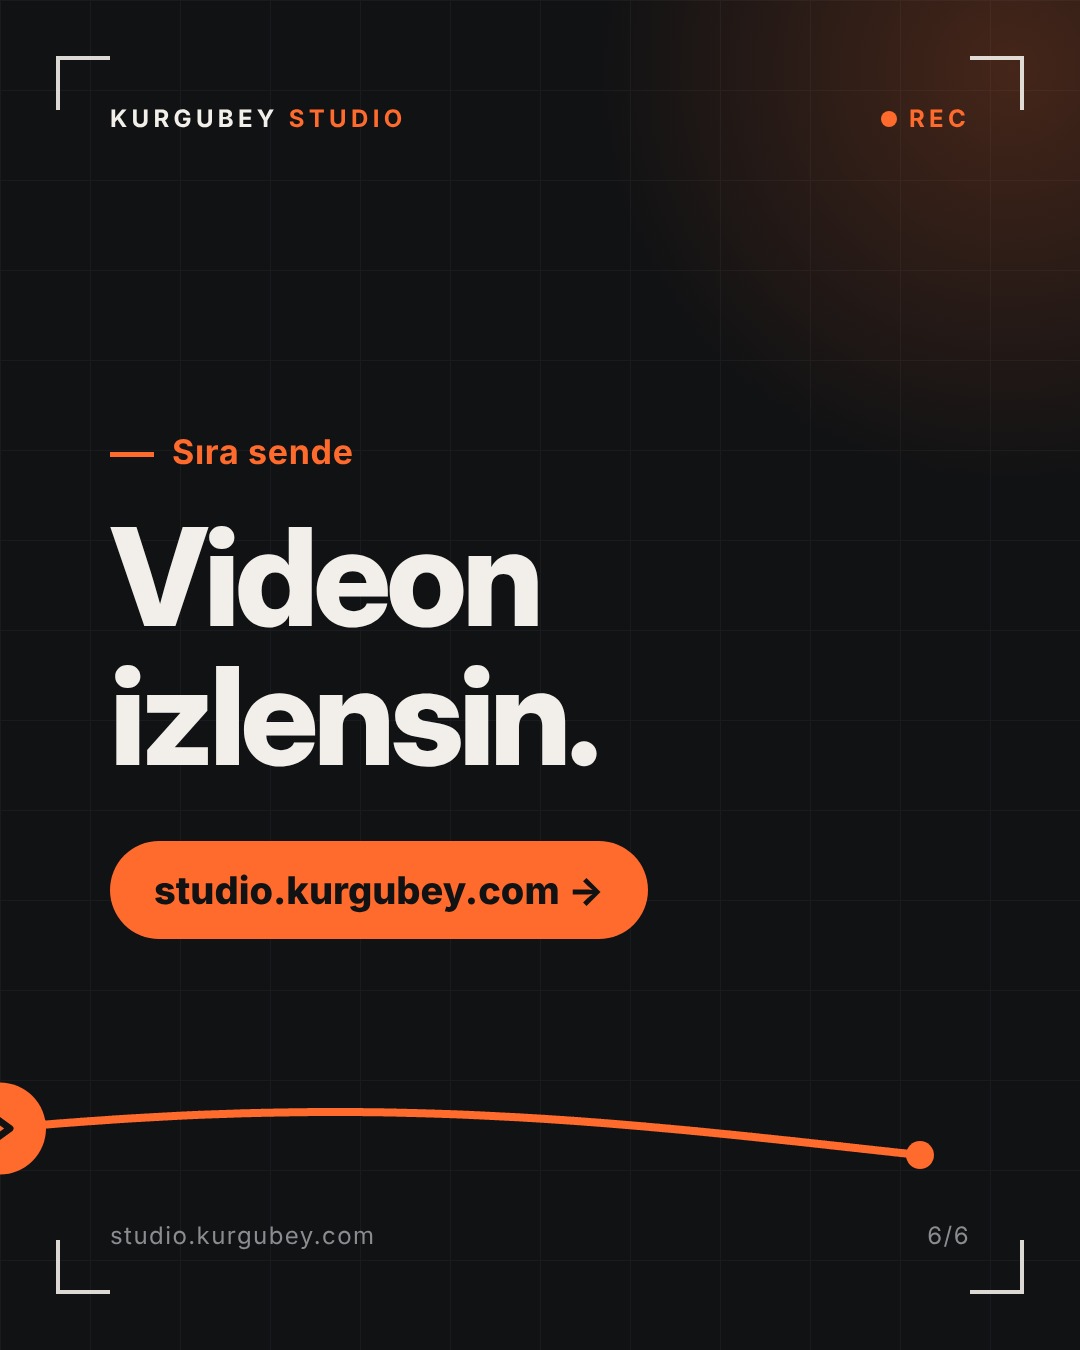 KURGUBEY STUDIO
REC
Sıra sende
Videon
izlensin.
studio.kurgubey.com →
studio.kurgubey.com
6/6